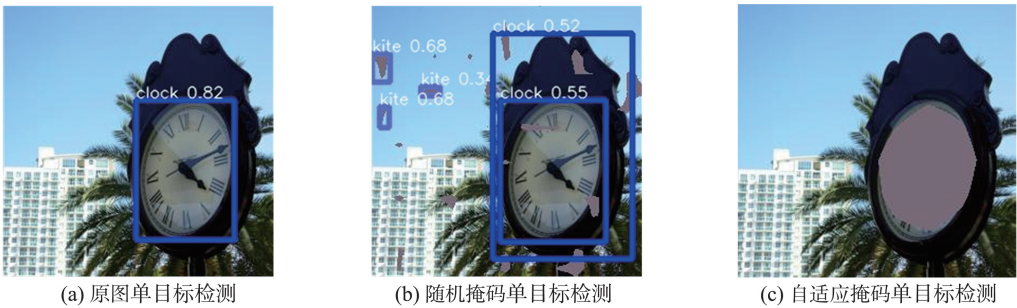 clock 0.82
clock 0.52
kite 0.68
kite 0.34
kite 0.68
clock 0.55
(a) 原图单目标检测
(b) 随机掩码单目标检测
(c) 自适应掩码单目标检测